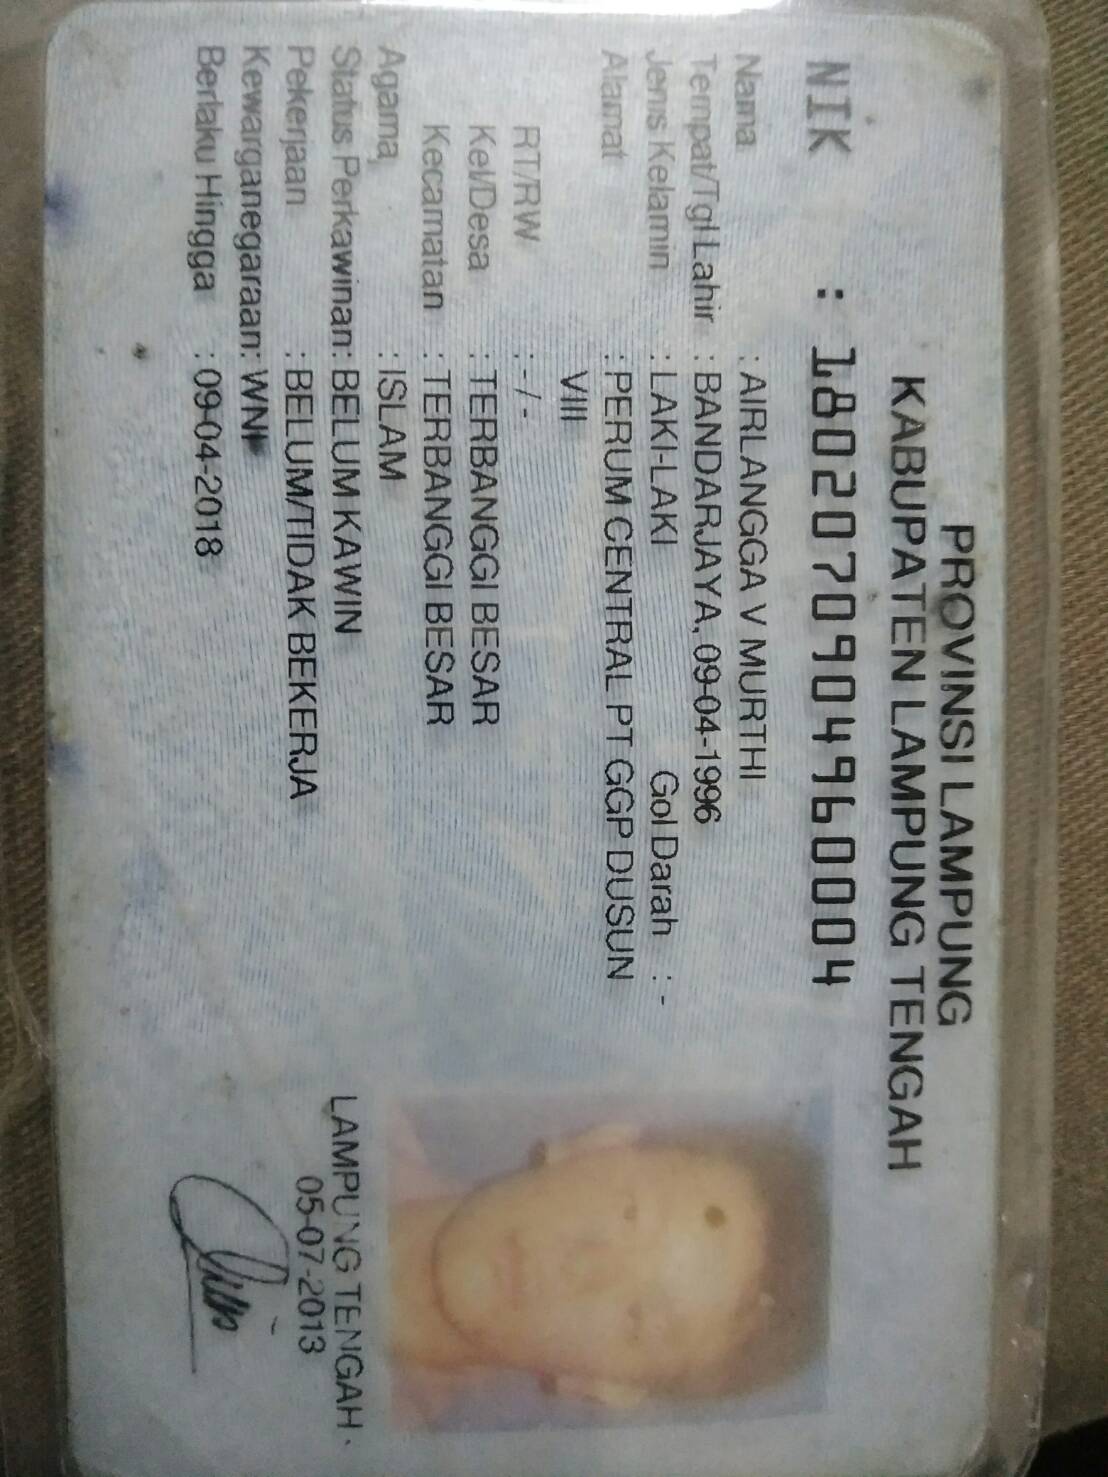 PROVINSI LAMPUNG
KABUPATEN LAMPUNG TENGAH
NIK : 1802070904960004
Nama : AIRLANGGA V MURTHI
Tempat/Tgl Lahir : BANDARJAYA, 09-04-1996
Jenis Kelamin : LAKI-LAKI Gol Darah : -
Alamat : PERUM CENTRAL PT GGP DUSUN
VIII
RT/RW : - / -
Kel/Desa : TERBANGGI BESAR
Kecamatan : TERBANGGI BESAR
Agama : ISLAM
Status Perkawinan: BELUM KAWIN
Pekerjaan : BELUM/TIDAK BEKERJA
Kewarganegaraan: WNI
Berlaku Hingga : 09-04-2018
LAMPUNG TENGAH
05-07-2013